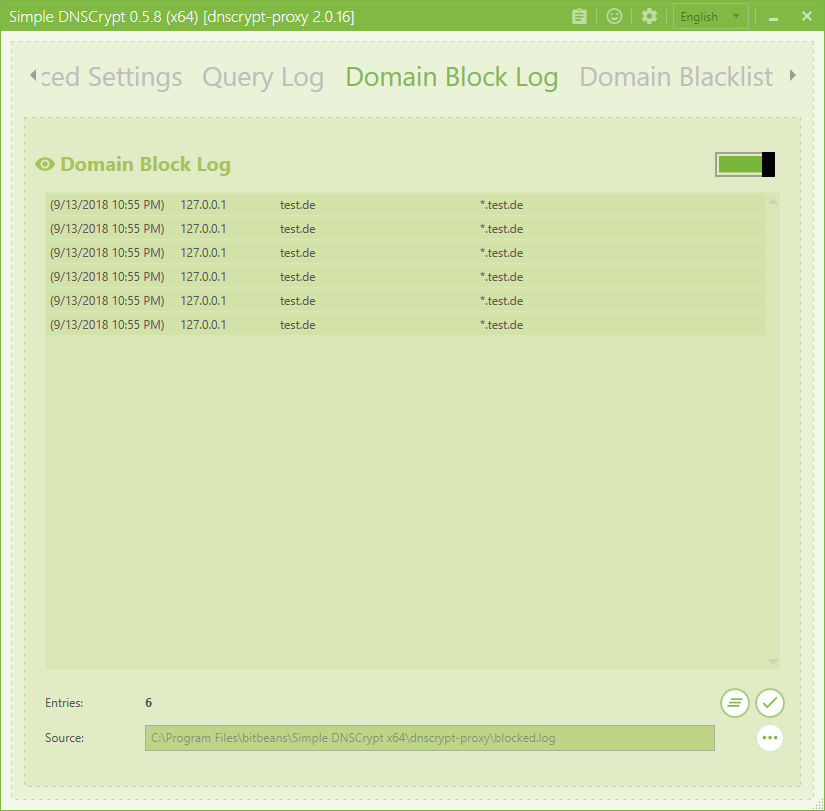 Simple DNSCrypt 0.5.8 (x64) [dnscrypt-proxy 2.0.16] English
ced Settings Query Log Domain Block Log Domain Blacklist
Domain Block Log
(9/13/2018 10:55 PM) 127.0.0.1 test.de *.test.de
(9/13/2018 10:55 PM) 127.0.0.1 test.de *.test.de
(9/13/2018 10:55 PM) 127.0.0.1 test.de *.test.de
(9/13/2018 10:55 PM) 127.0.0.1 test.de *.test.de
(9/13/2018 10:55 PM) 127.0.0.1 test.de *.test.de
(9/13/2018 10:55 PM) 127.0.0.1 test.de *.test.de
Entries: 6
Source: C:\Program Files\bitbeans\Simple DNSCrypt x64\dnscrypt-proxy\blocked.log